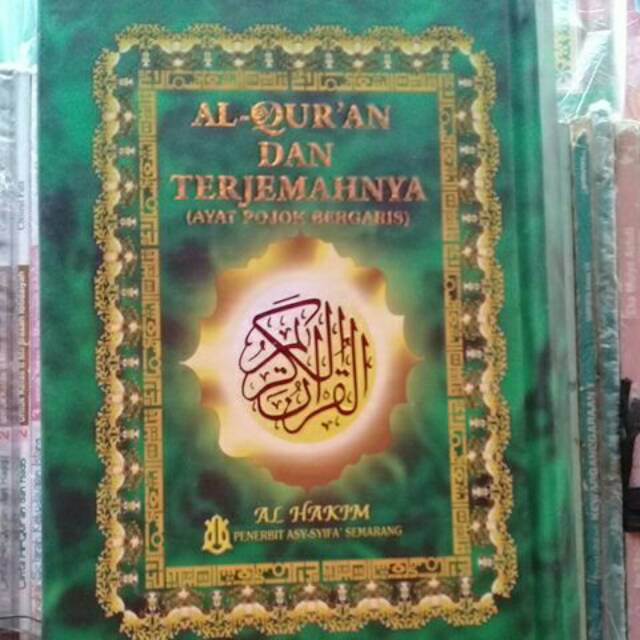 AL-QUR'AN
DAN
TERJEMAHNYA
(AYAT POJOK BERGARIS)
القرآن الكريم
AL HAKIM
PENERBIT ASY-SYIFA' SEMARANG